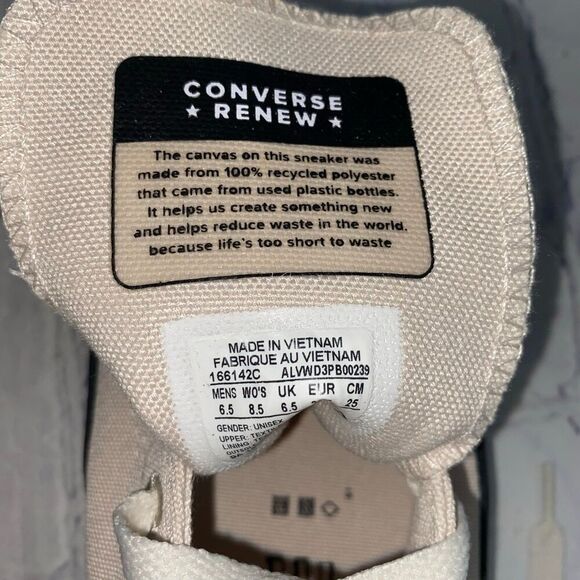 CONVERSE
★ RENEW ★
The canvas on this sneaker was
made from 100% recycled polyester
that came from used plastic bottles.
It helps us create something new
and helps reduce waste in the world.
because life's too short to waste
MADE IN VIETNAM
FABRIQUE AU VIETNAM
166142C ALVWD3PB00239
MENS WO'S UK EUR CM
6.5 8.5 6.5 25
GENDER: UNISEX
UPPER:
LINING